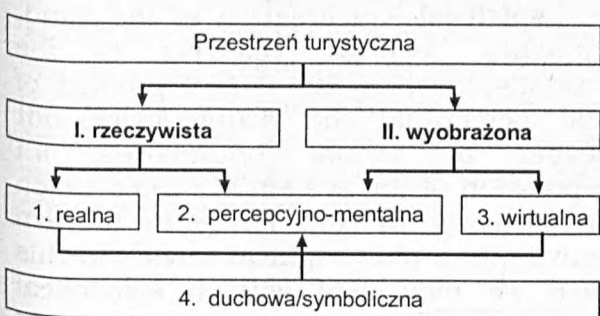 Przestrzeń turystyczna
I. rzeczywista
II. wyobrażona
1. realna
2. percepcyjno-mentalna
3. wirtualna
4. duchowa/symboliczna